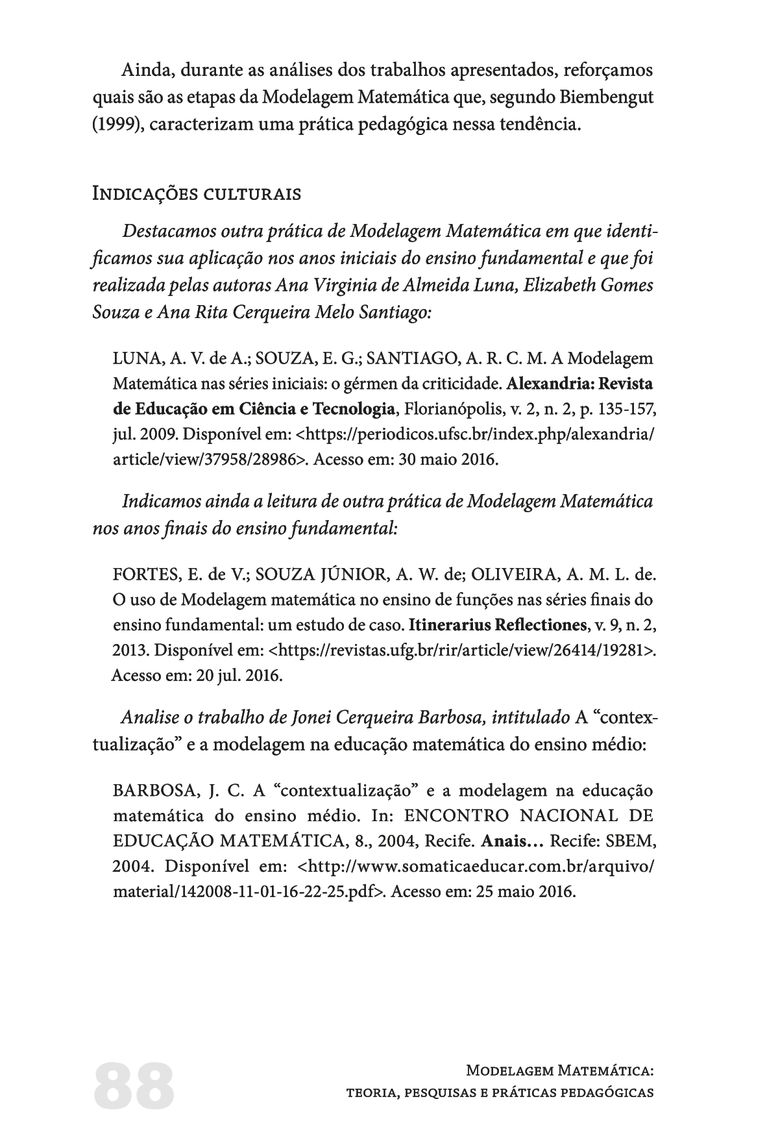 Ainda, durante as análises dos trabalhos apresentados, reforçamos
quais são as etapas da Modelagem Matemática que, segundo Biembengut
(1999), caracterizam uma prática pedagógica nessa tendência.
Indicações culturais
Destacamos outra prática de Modelagem Matemática em que identi-
ficamos sua aplicação nos anos iniciais do ensino fundamental e que foi
realizada pelas autoras Ana Virginia de Almeida Luna, Elizabeth Gomes
Souza e Ana Rita Cerqueira Melo Santiago:
LUNA, A. V. de A.; SOUZA, E. G.; SANTIAGO, A. R. C. M. A Modelagem
Matemática nas séries iniciais: o gérmen da criticidade. Alexandria: Revista
de Educação em Ciência e Tecnologia, Florianópolis, v. 2, n. 2, p. 135-157,
jul. 2009. Disponível em: <https://periodicos.ufsc.br/index.php/alexandria/
article/view/37958/28986>. Acesso em: 30 maio 2016.
Indicamos ainda a leitura de outra prática de Modelagem Matemática
nos anos finais do ensino fundamental:
FORTES, E. de V.; SOUZA JÚNIOR, A. W. de; OLIVEIRA, A. M. L. de.
O uso de Modelagem matemática no ensino de funções nas séries finais do
ensino fundamental: um estudo de caso. Itinerarius Reflectiones, v. 9, n. 2,
2013. Disponível em: <https://revistas.ufg.br/rir/article/view/26414/19281>.
Acesso em: 20 jul. 2016.
Analise o trabalho de Jonei Cerqueira Barbosa, intitulado A “contex-
tualização” e a modelagem na educação matemática do ensino médio:
BARBOSA, J. C. A “contextualização” e a modelagem na educação
matemática do ensino médio. In: ENCONTRO NACIONAL DE
EDUCAÇÃO MATEMÁTICA, 8., 2004, Recife. Anais… Recife: SBEM,
2004. Disponível em: <http://www.somaticaeducar.com.br/arquivo/
material/142008-11-01-16-22-25.pdf>. Acesso em: 25 maio 2016.
88
Modelagem Matemática:
teoria, pesquisas e práticas pedagógicas